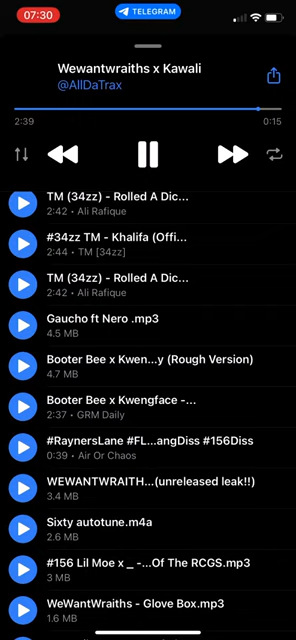 07:30
TELEGRAM
Wewantwraiths x Kawali
@AllDaTrax
2:39
0:15
TM (34zz) - Rolled A Dic...
2:42 • Ali Rafique
#34zz TM - Khalifa (Offi...
2:44 • TM [34zz]
TM (34zz) - Rolled A Dic...
2:42 • Ali Rafique
Gaucho ft Nero .mp3
4.5 MB
Booter Bee x Kwen...y (Rough Version)
4.7 MB
Booter Bee x Kwengface -...
2:37 • GRM Daily
#RaynersLane #FL...angDiss #156Diss
0:39 • Air Or Chaos
WEWANTWRAITH...(unreleased leak!!)
3.4 MB
Sixty autotune.m4a
2.6 MB
#156 Lil Moe x _ -...Of The RCGS.mp3
3 MB
WeWantWraiths - Glove Box.mp3
1.6 MB